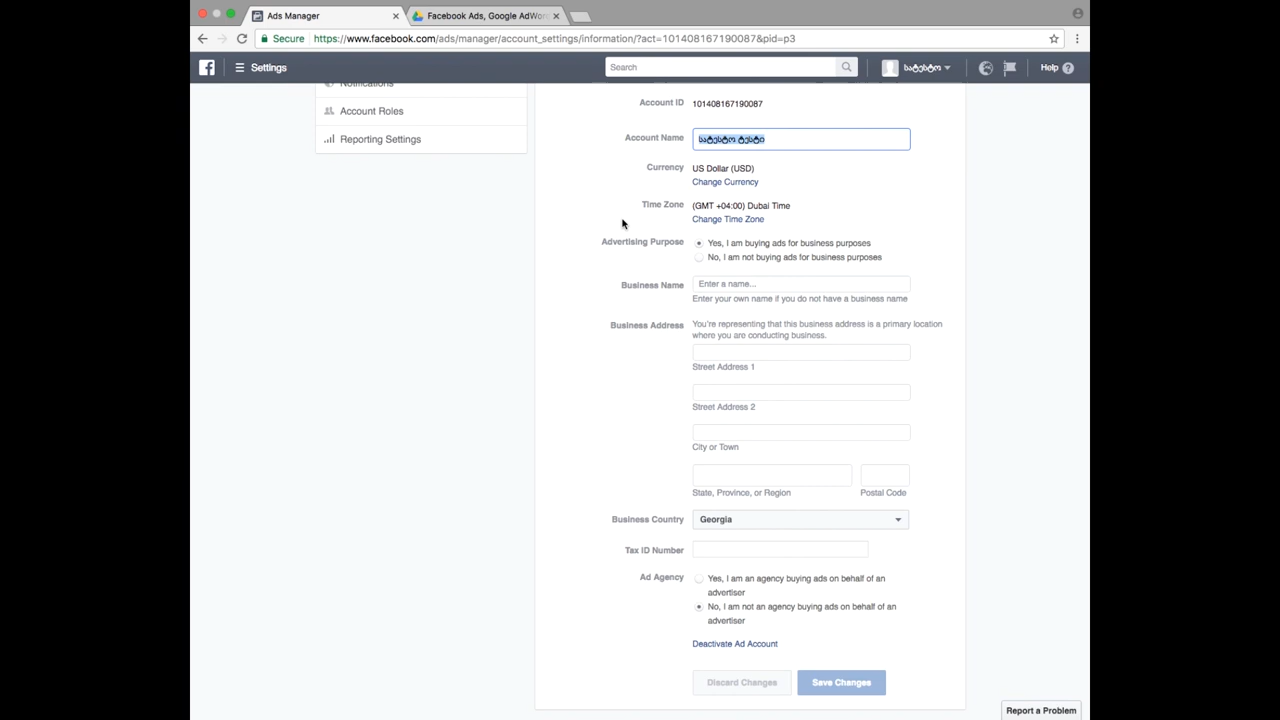 Ads Manager
Facebook Ads, Google AdWor
Secure https://www.facebook.com/ads/manager/account_settings/information/?act=101408167190087&pid=p3
Settings
Search
სატესტო
Help
Notifications
Account Roles
Reporting Settings
Account ID 101408167190087
Account Name სატესტო ტესტი
Currency US Dollar (USD)
Change Currency
Time Zone (GMT +04:00) Dubai Time
Change Time Zone
Advertising Purpose Yes, I am buying ads for business purposes
No, I am not buying ads for business purposes
Business Name Enter a name...
Enter your own name if you do not have a business name
Business Address You're representing that this business address is a primary location
where you are conducting business.
Street Address 1
Street Address 2
City or Town
State, Province, or Region Postal Code
Business Country Georgia
Tax ID Number
Ad Agency Yes, I am an agency buying ads on behalf of an
advertiser
No, I am not an agency buying ads on behalf of an
advertiser
Deactivate Ad Account
Discard Changes Save Changes
Report a Problem